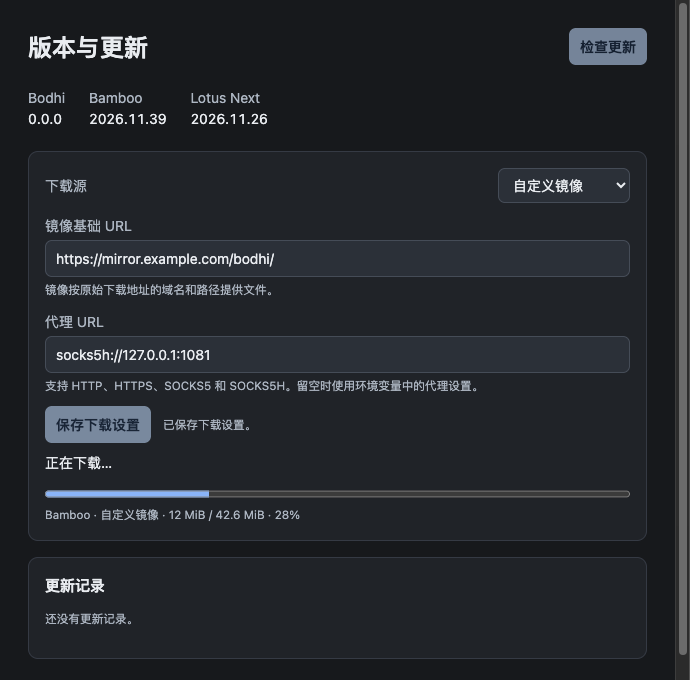 版本与更新
检查更新
Bodhi Bamboo Lotus Next
0.0.0 2026.11.39 2026.11.26
下载源
自定义镜像
镜像基础 URL
https://mirror.example.com/bodhi/
镜像按原始下载地址的域名和路径提供文件。
代理 URL
socks5h://127.0.0.1:1081
支持 HTTP、HTTPS、SOCKS5 和 SOCKS5H。留空时使用环境变量中的代理设置。
保存下载设置
已保存下载设置。
正在下载...
Bamboo · 自定义镜像 · 12 MiB / 42.6 MiB · 28%
更新记录
还没有更新记录。